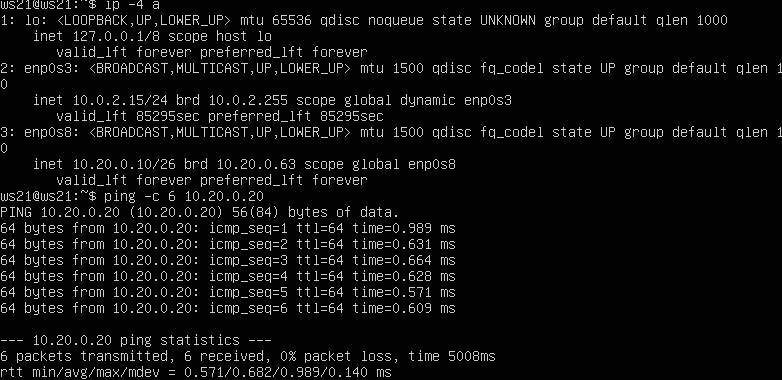 ws21@ws21:~$ ip -4 a
1: lo: <LOOPBACK,UP,LOWER_UP> mtu 65536 qdisc noqueue state UNKNOWN group default qlen 1000
    inet 127.0.0.1/8 scope host lo
       valid_lft forever preferred_lft forever
2: enp0s3: <BROADCAST,MULTICAST,UP,LOWER_UP> mtu 1500 qdisc fq_codel state UP group default qlen 10
0
    inet 10.0.2.15/24 brd 10.0.2.255 scope global dynamic enp0s3
       valid_lft 85295sec preferred_lft 85295sec
3: enp0s8: <BROADCAST,MULTICAST,UP,LOWER_UP> mtu 1500 qdisc fq_codel state UP group default qlen 10
0
    inet 10.20.0.10/26 brd 10.20.0.63 scope global enp0s8
       valid_lft forever preferred_lft forever
ws21@ws21:~$ ping -c 6 10.20.0.20
PING 10.20.0.20 (10.20.0.20) 56(84) bytes of data.
64 bytes from 10.20.0.20: icmp_seq=1 ttl=64 time=0.989 ms
64 bytes from 10.20.0.20: icmp_seq=2 ttl=64 time=0.631 ms
64 bytes from 10.20.0.20: icmp_seq=3 ttl=64 time=0.664 ms
64 bytes from 10.20.0.20: icmp_seq=4 ttl=64 time=0.628 ms
64 bytes from 10.20.0.20: icmp_seq=5 ttl=64 time=0.571 ms
64 bytes from 10.20.0.20: icmp_seq=6 ttl=64 time=0.609 ms

--- 10.20.0.20 ping statistics ---
6 packets transmitted, 6 received, 0% packet loss, time 5008ms
rtt min/avg/max/mdev = 0.571/0.682/0.989/0.140 ms